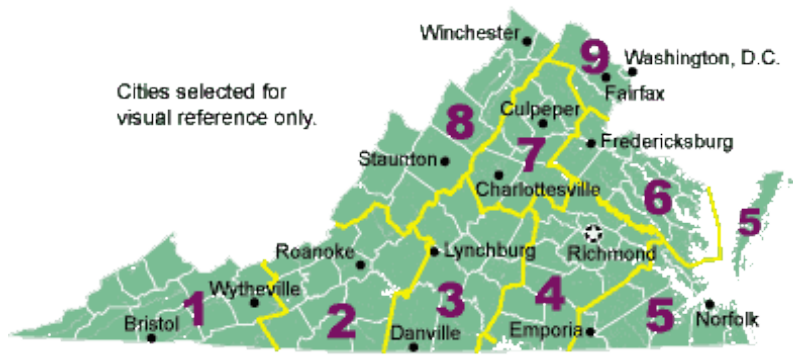 Winchester
9
Washington, D.C.
Fairfax
Cities selected for
visual reference only.
Culpeper
8
7
Fredericksburg
Staunton
Charlottesville
6
5
Roanoke
Lynchburg
Richmond
Wytheville
1
2
3
4
5
Norfolk
Bristol
Danville
Emporia